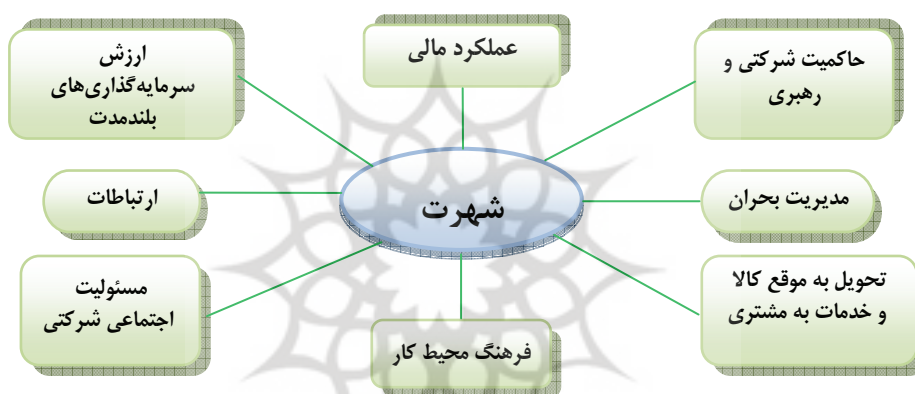 عملکرد مالی
حاکمیت شرکتی و
رهبری
ارزش
سرمایه‌گذاری‌های
بلندمدت
مدیریت بحران
شهرت
ارتباطات
تحویل به موقع کالا
و خدمات به مشتری
مسئولیت
اجتماعی شرکتی
فرهنگ محیط کار